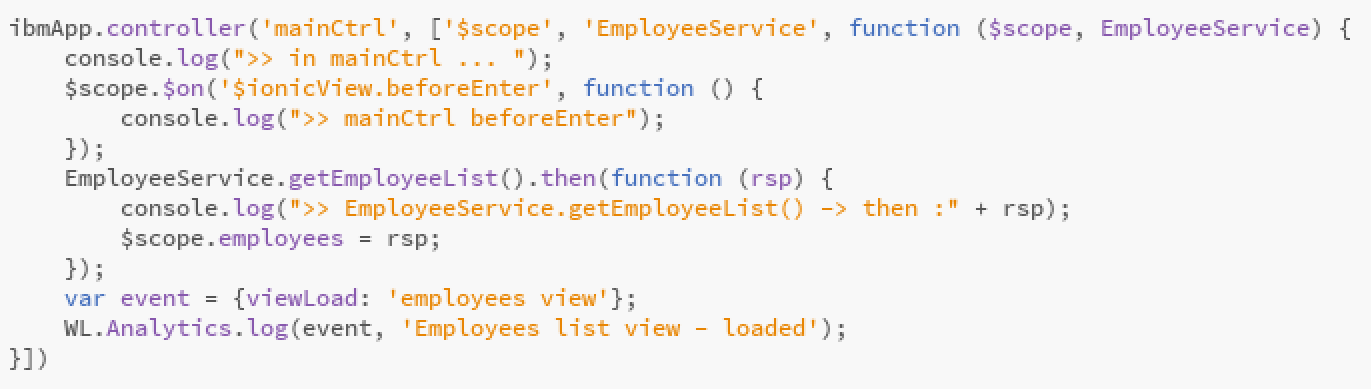 ibmApp.controller('mainCtrl', ['$scope', 'EmployeeService', function ($scope, EmployeeService) {
    console.log(">> in mainCtrl ... ");
    $scope.$on('$ionicView.beforeEnter', function () {
        console.log(">> mainCtrl beforeEnter");
    });
    EmployeeService.getEmployeeList().then(function (rsp) {
        console.log(">> EmployeeService.getEmployeeList() -> then :" + rsp);
        $scope.employees = rsp;
    });
    var event = {viewLoad: 'employees view'};
    WL.Analytics.log(event, 'Employees list view - loaded');
}])